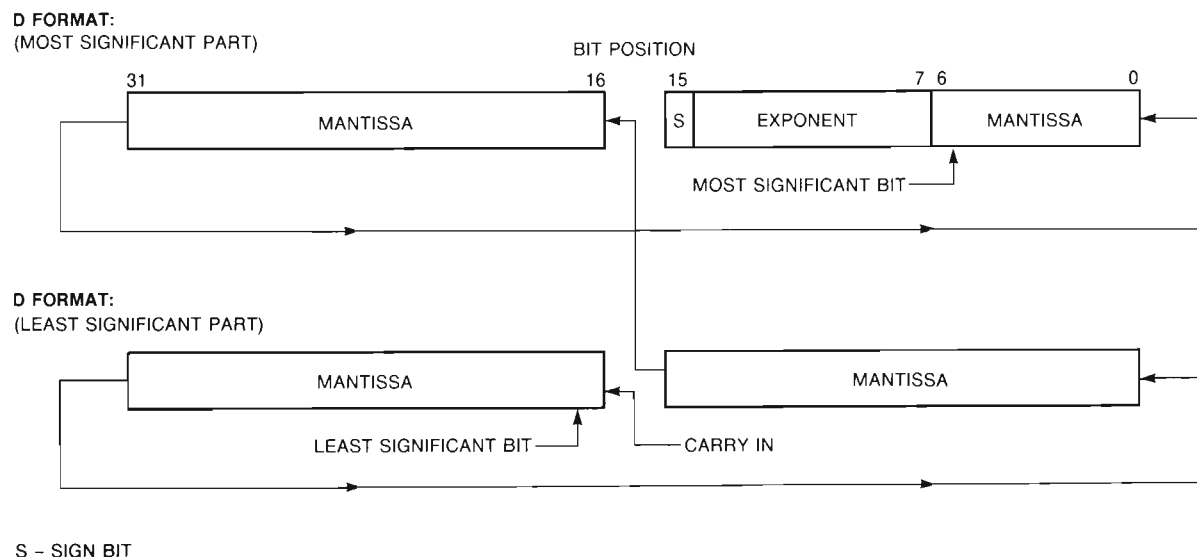 D FORMAT:
(MOST SIGNIFICANT PART)
BIT POSITION
31 16 15 7 6 0
MANTISSA S EXPONENT MANTISSA
MOST SIGNIFICANT BIT
D FORMAT:
(LEAST SIGNIFICANT PART)
MANTISSA MANTISSA
LEAST SIGNIFICANT BIT CARRY IN
S – SIGN BIT